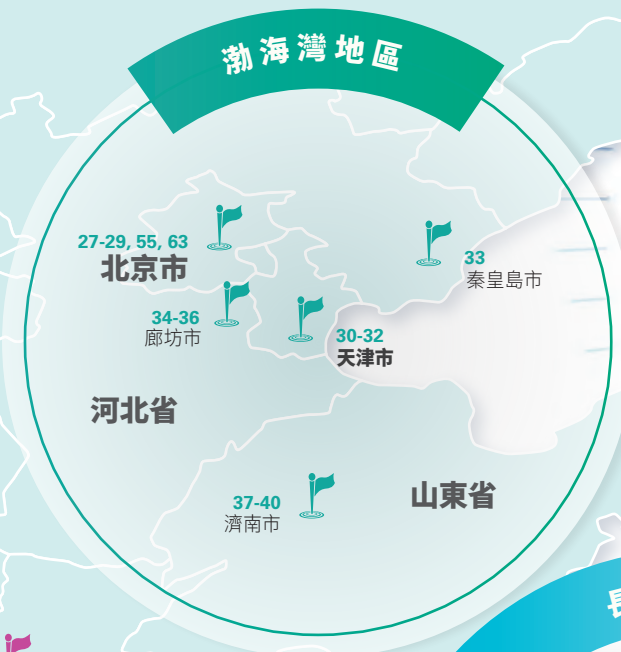 渤海灣地區
27-29, 55, 63
北京市
33
秦皇島市
34-36
廊坊市
30-32
天津市
河北省
37-40
濟南市
山東省
長